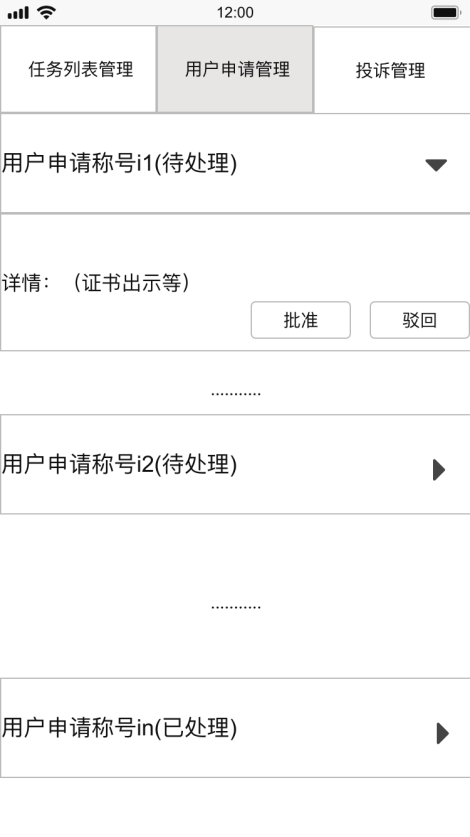 12:00
任务列表管理
用户申请管理
投诉管理
用户申请称号i1(待处理)
详情：（证书出示等）
批准
驳回
...........
用户申请称号i2(待处理)
...........
用户申请称号in(已处理)